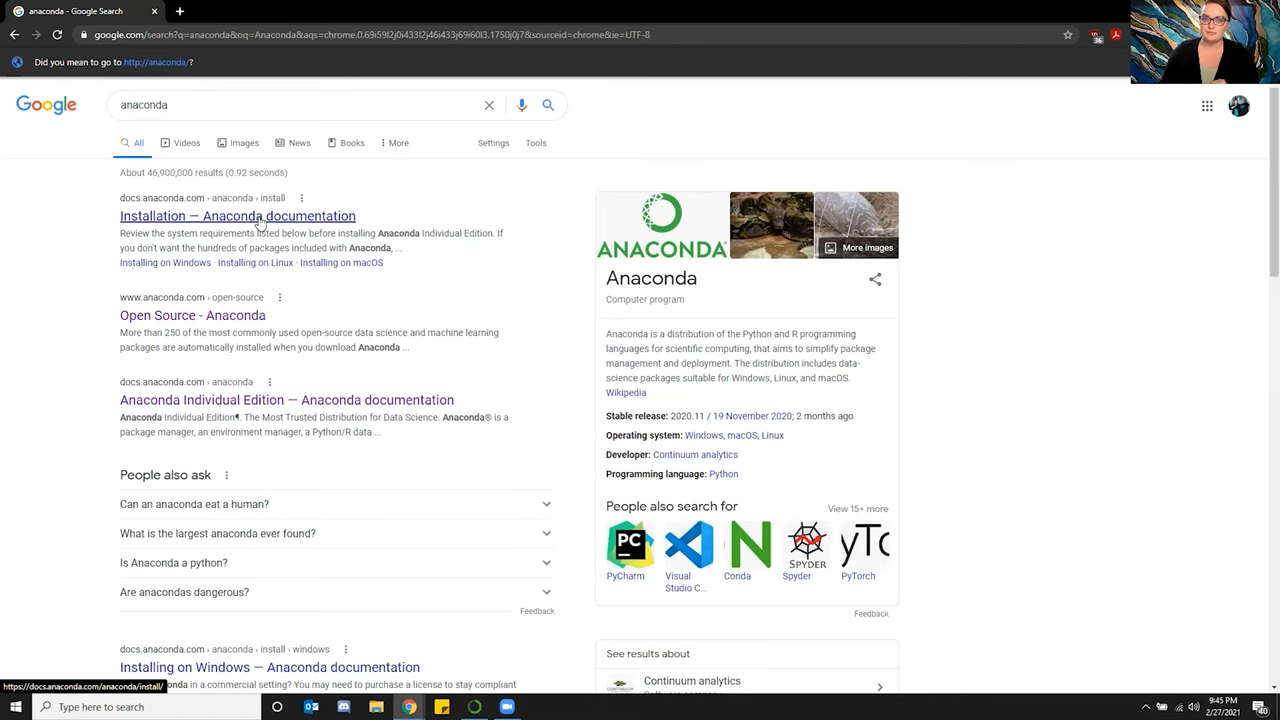 anaconda - Google Search
google.com/search?q=anaconda&oq=Anaconda&aqs=chrome.0.69i59l2j0i433l2j46i433j69i60l3.1750j0j7&sourceid=chrome&ie=UTF-8
36
Did you mean to go to http://anaconda/?
Google
anaconda
All
Videos
Images
News
Books
More
Settings
Tools
About 46,900,000 results (0.92 seconds)
docs.anaconda.com › anaconda › install
Installation — Anaconda documentation
Review the system requirements listed below before installing Anaconda Individual Edition. If
you don't want the hundreds of packages included with Anaconda, ...
Installing on Windows · Installing on Linux · Installing on macOS
www.anaconda.com › open-source
Open Source - Anaconda
More than 250 of the most commonly used open-source data science and machine learning
packages are automatically installed when you download Anaconda ...
docs.anaconda.com › anaconda
Anaconda Individual Edition — Anaconda documentation
Anaconda Individual Edition¶. The Most Trusted Distribution for Data Science. Anaconda® is a
package manager, an environment manager, a Python/R data ...
People also ask
Can an anaconda eat a human?
What is the largest anaconda ever found?
Is Anaconda a python?
Are anacondas dangerous?
Feedback
docs.anaconda.com › anaconda › install › windows
Installing on Windows — Anaconda documentation
onda in a commercial setting? You may need to purchase a license to stay compliant
ANACONDA
More images
Anaconda
Computer program
Anaconda is a distribution of the Python and R programming
languages for scientific computing, that aims to simplify package
management and deployment. The distribution includes data-
science packages suitable for Windows, Linux, and macOS.
Wikipedia
Stable release: 2020.11 / 19 November 2020; 2 months ago
Operating system: Windows, macOS, Linux
Developer: Continuum analytics
Programming language: Python
People also search for
View 15+ more
PC
SPYDER
yTo
PyCharm
Visual
Studio C...
Conda
Spyder
PyTorch
Feedback
See results about
Continuum analytics
https://docs.anaconda.com/anaconda/install/
Type here to search
9:45 PM
2/27/2021
40